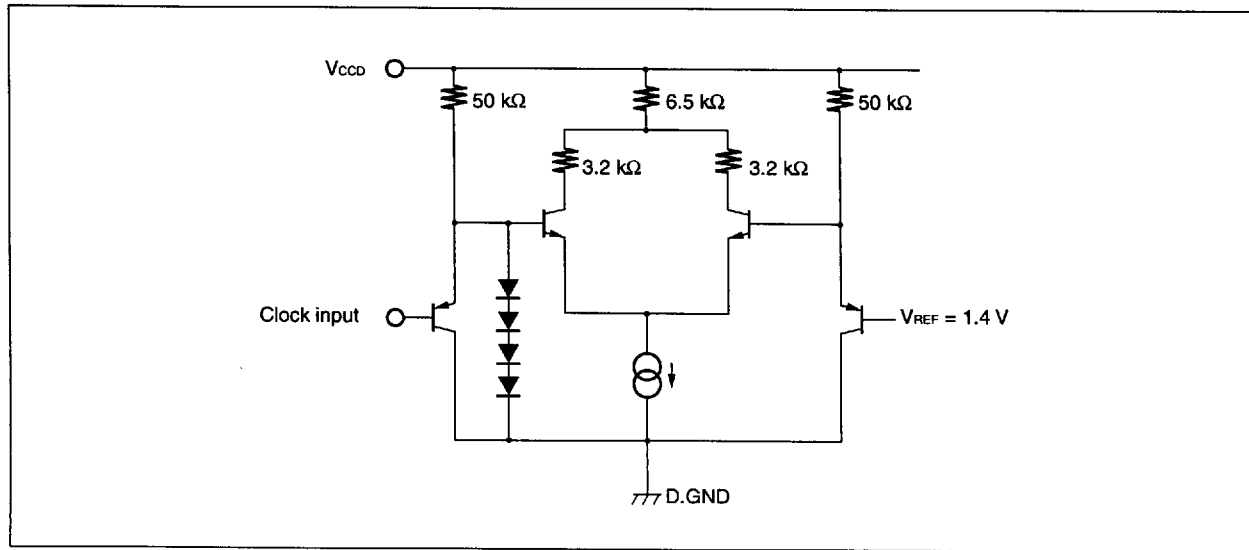 VCCD
50 kΩ
6.5 kΩ
50 kΩ
3.2 kΩ
3.2 kΩ
Clock input
VREF = 1.4 V
D.GND